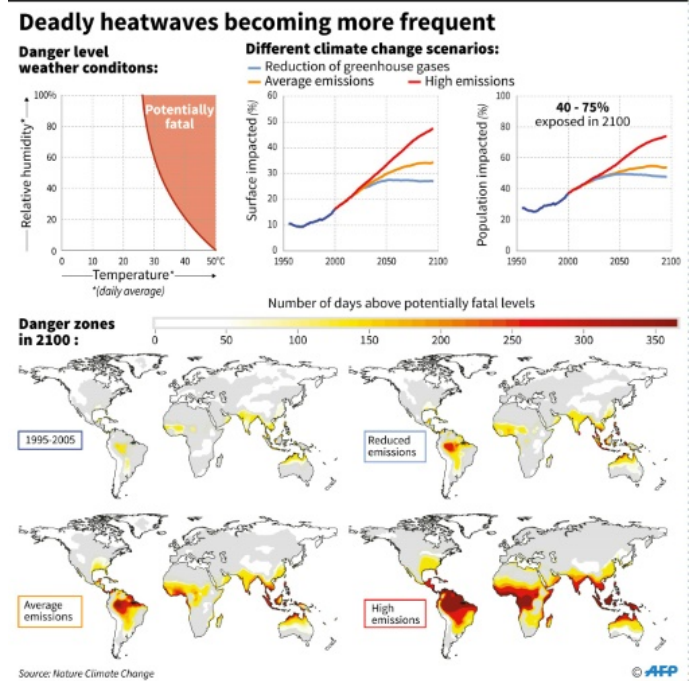 Deadly heatwaves becoming more frequent
Danger level
weather conditons:
100%
80
60
40
20
0
Relative humidity*
Potentially
fatal
0 10 20 30 40 50°C
Temperature*
*(daily average)
Different climate change scenarios:
Reduction of greenhouse gases
Average emissions
High emissions
60
50
40
30
20
10
0
Surface impacted (%)
1950 2000 2050 2100
100
80
60
40
20
0
Population impacted (%)
40 - 75%
exposed in 2100
1950 2000 2050 2100
Number of days above potentially fatal levels
Danger zones
in 2100 :
0 50 100 150 200 250 300 350
1995-2005
Reduced
emissions
Average
emissions
High
emissions
Source: Nature Climate Change
© AFP